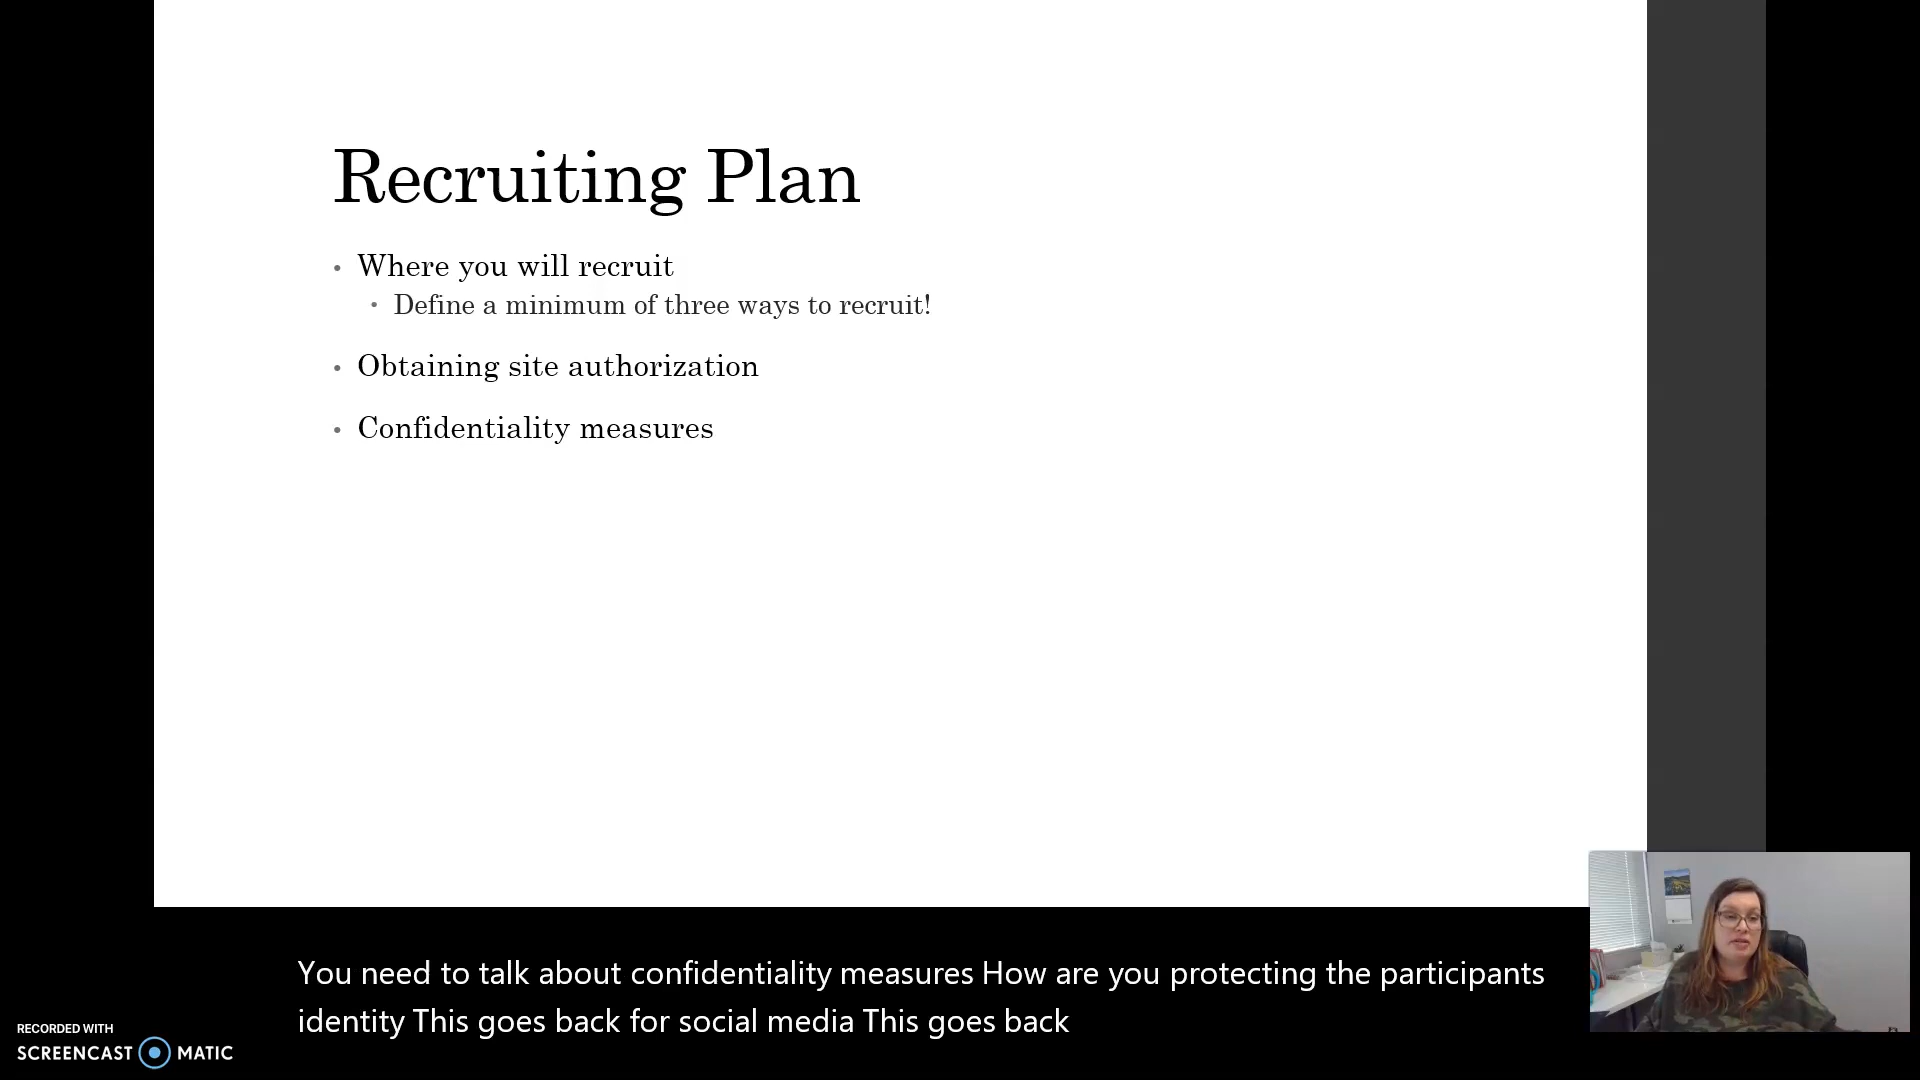 Recruiting Plan
• Where you will recruit
• Define a minimum of three ways to recruit!
• Obtaining site authorization
• Confidentiality measures
You need to talk about confidentiality measures How are you protecting the participants
identity This goes back for social media This goes back
RECORDED WITH
SCREENCAST MATIC